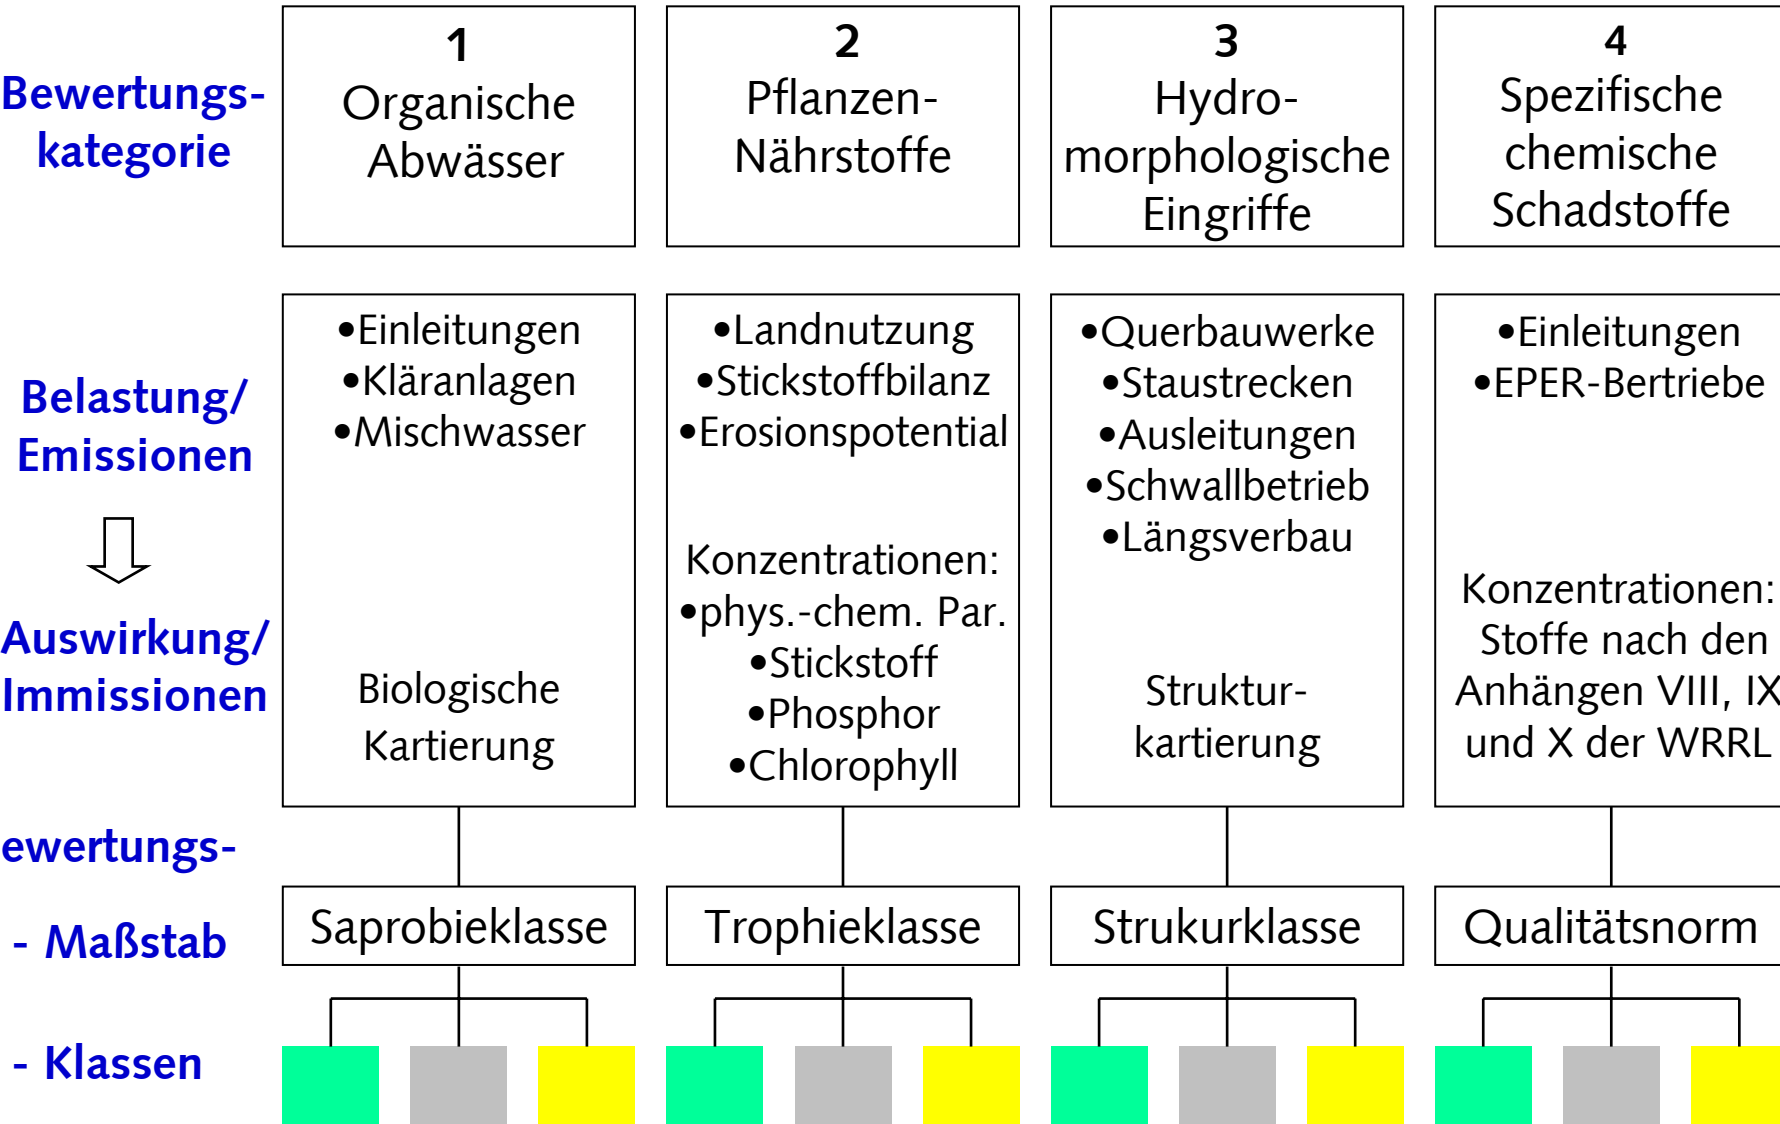 Bewertungs-
kategorie
1
Organische
Abwässer
2
Pflanzen-
Nährstoffe
3
Hydro-
morphologische
Eingriffe
4
Spezifische
chemische
Schadstoffe
Belastung/
Emissionen
Auswirkung/
Immissionen
•Einleitungen
•Kläranlagen
•Mischwasser
Biologische
Kartierung
•Landnutzung
•Stickstoffbilanz
•Erosionspotential
Konzentrationen:
•phys.-chem. Par.
•Stickstoff
•Phosphor
•Chlorophyll
•Querbauwerke
•Staustrecken
•Ausleitungen
•Schwallbetrieb
•Längsverbau
Struktur-
kartierung
•Einleitungen
•EPER-Bertriebe
Konzentrationen:
Stoffe nach den
Anhängen VIII, IX
und X der WRRL
ewertungs-
- Maßstab
Saprobieklasse
Trophieklasse
Strukurklasse
Qualitätsnorm
- Klassen